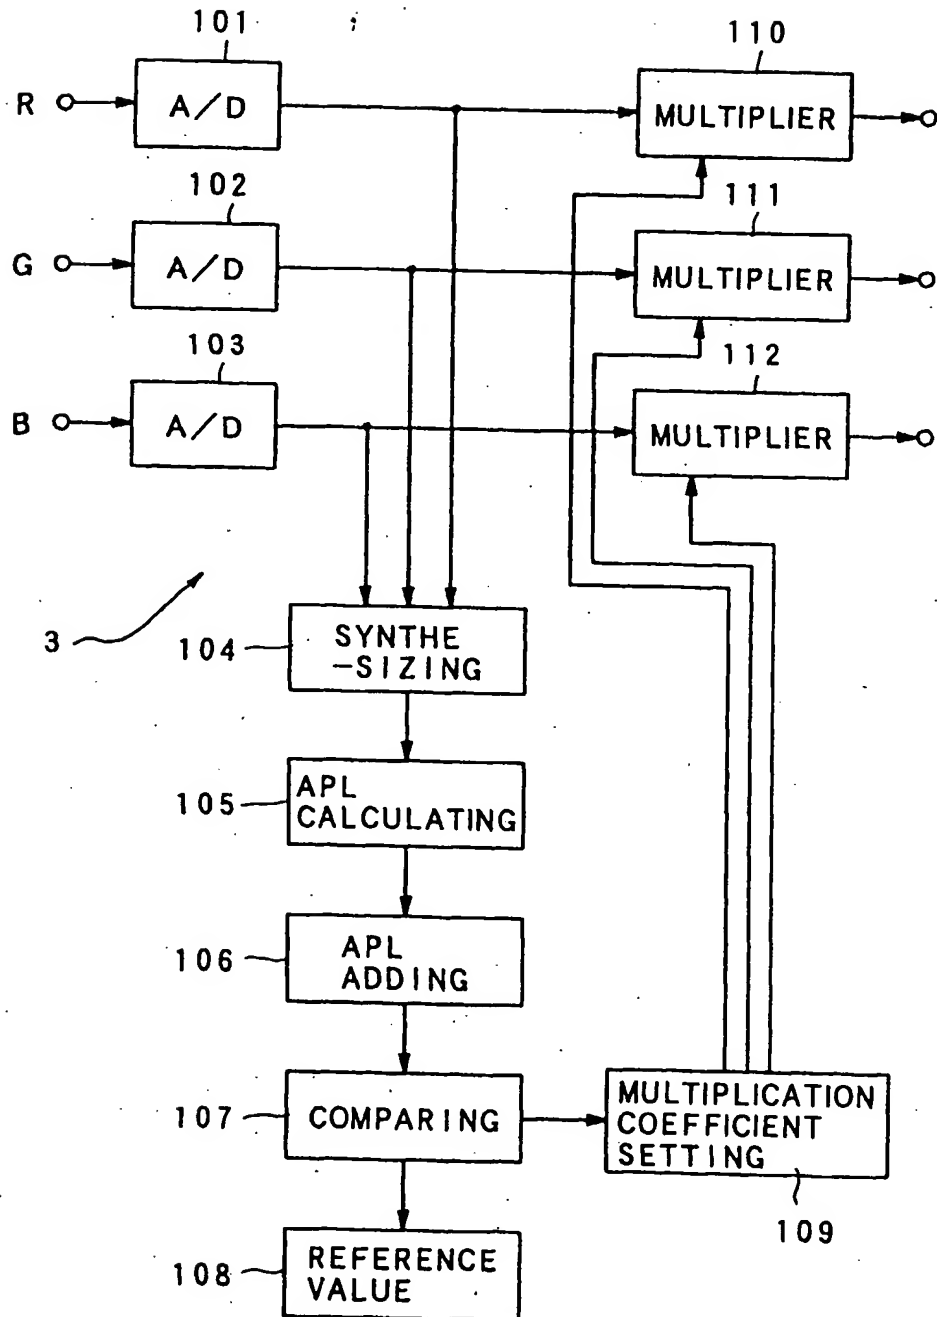 101
110
R
A/D
MULTIPLIER
102
111
G
A/D
MULTIPLIER
103
112
B
A/D
MULTIPLIER
3
104
SYNTHE
-SIZING
105
APL
CALCULATING
106
APL
ADDING
107
COMPARING
MULTIPLICATION
COEFFICIENT
SETTING
109
108
REFERENCE
VALUE